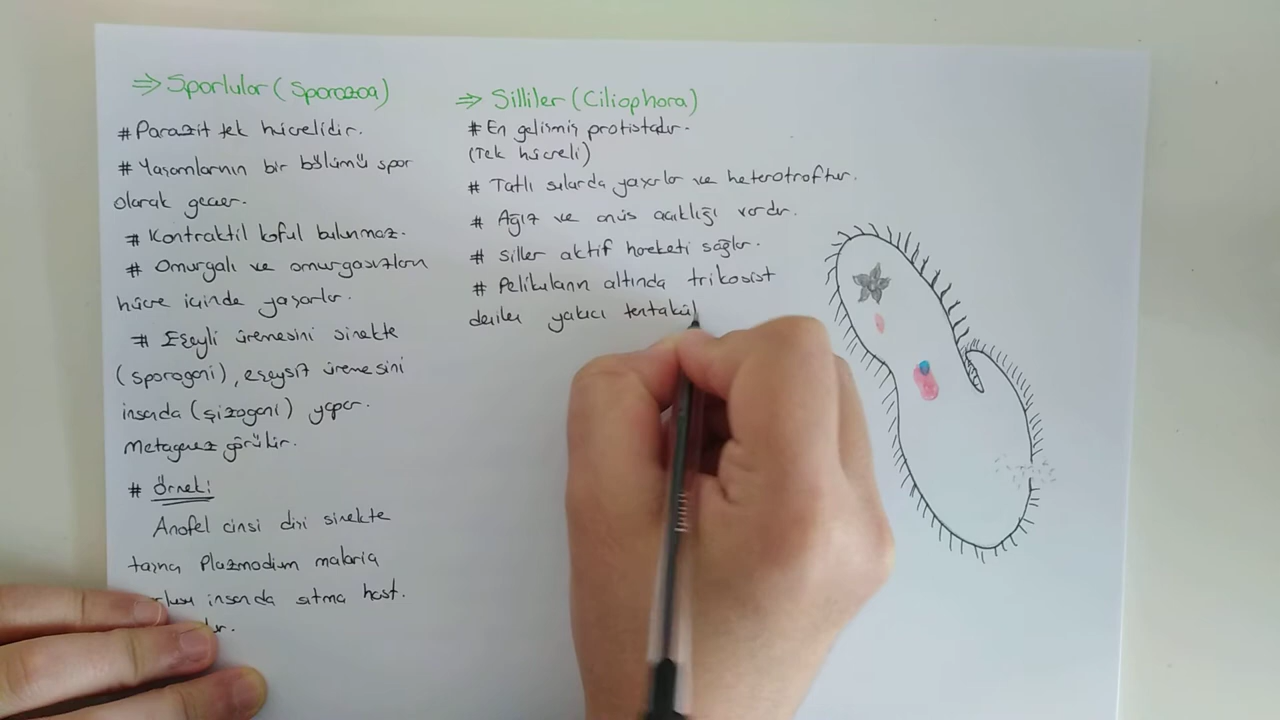 ⇒ Sporlular (Sporozoa)
# Parazit tek hücrelidir.
# Yaşamlarının bir bölümü spor
olarak geçer.
# Kontraktil koful bulunmaz.
# Omurgalı ve omurgasızların
hücre içinde yaşarlar.
# Eşeyli üremesini sinekte
(sporogoni), eşeysiz üremesini
insanda (şizogoni) yapar.
Metagenez görülür.
# Örnek:
Anofel cinsi dişi sinekte
taşına Plazmodium malaria
insanda sıtma hast.
⇒ Silliler (Ciliophora)
# En gelişmiş protistadır.
(Tek hücreli)
# Tatlı sularda yaşarlar ve heterotroftur.
# Ağız ve anüs açıklığı vardır.
# Siller aktif hareketi sağlar.
# Pelikulanın altında trikosist
denilen yakıcı tentakül